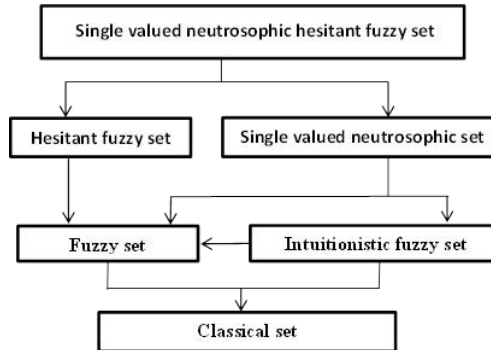 Single valued neutrosophic hesitant fuzzy set
Hesitant fuzzy set
Single valued neutrosophic set
Fuzzy set
Intuitionistic fuzzy set
Classical set